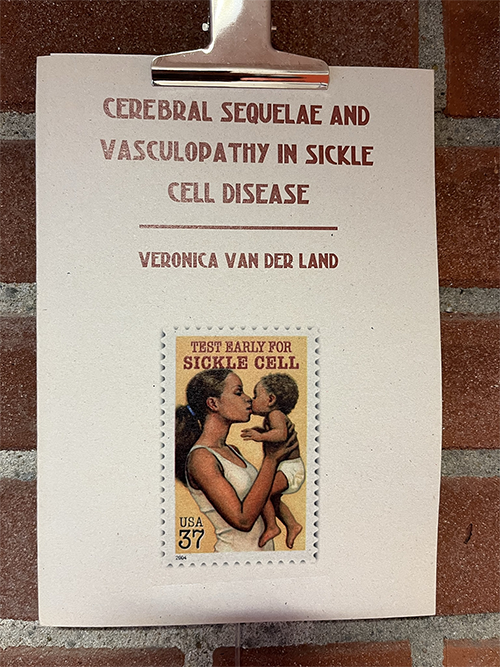 CEREBRAL SEQUELAE AND
VASCULOPATHY IN SICKLE
CELL DISEASE
VERONICA VAN DER LAND
TEST EARLY FOR
SICKLE CELL
USA
37
2004